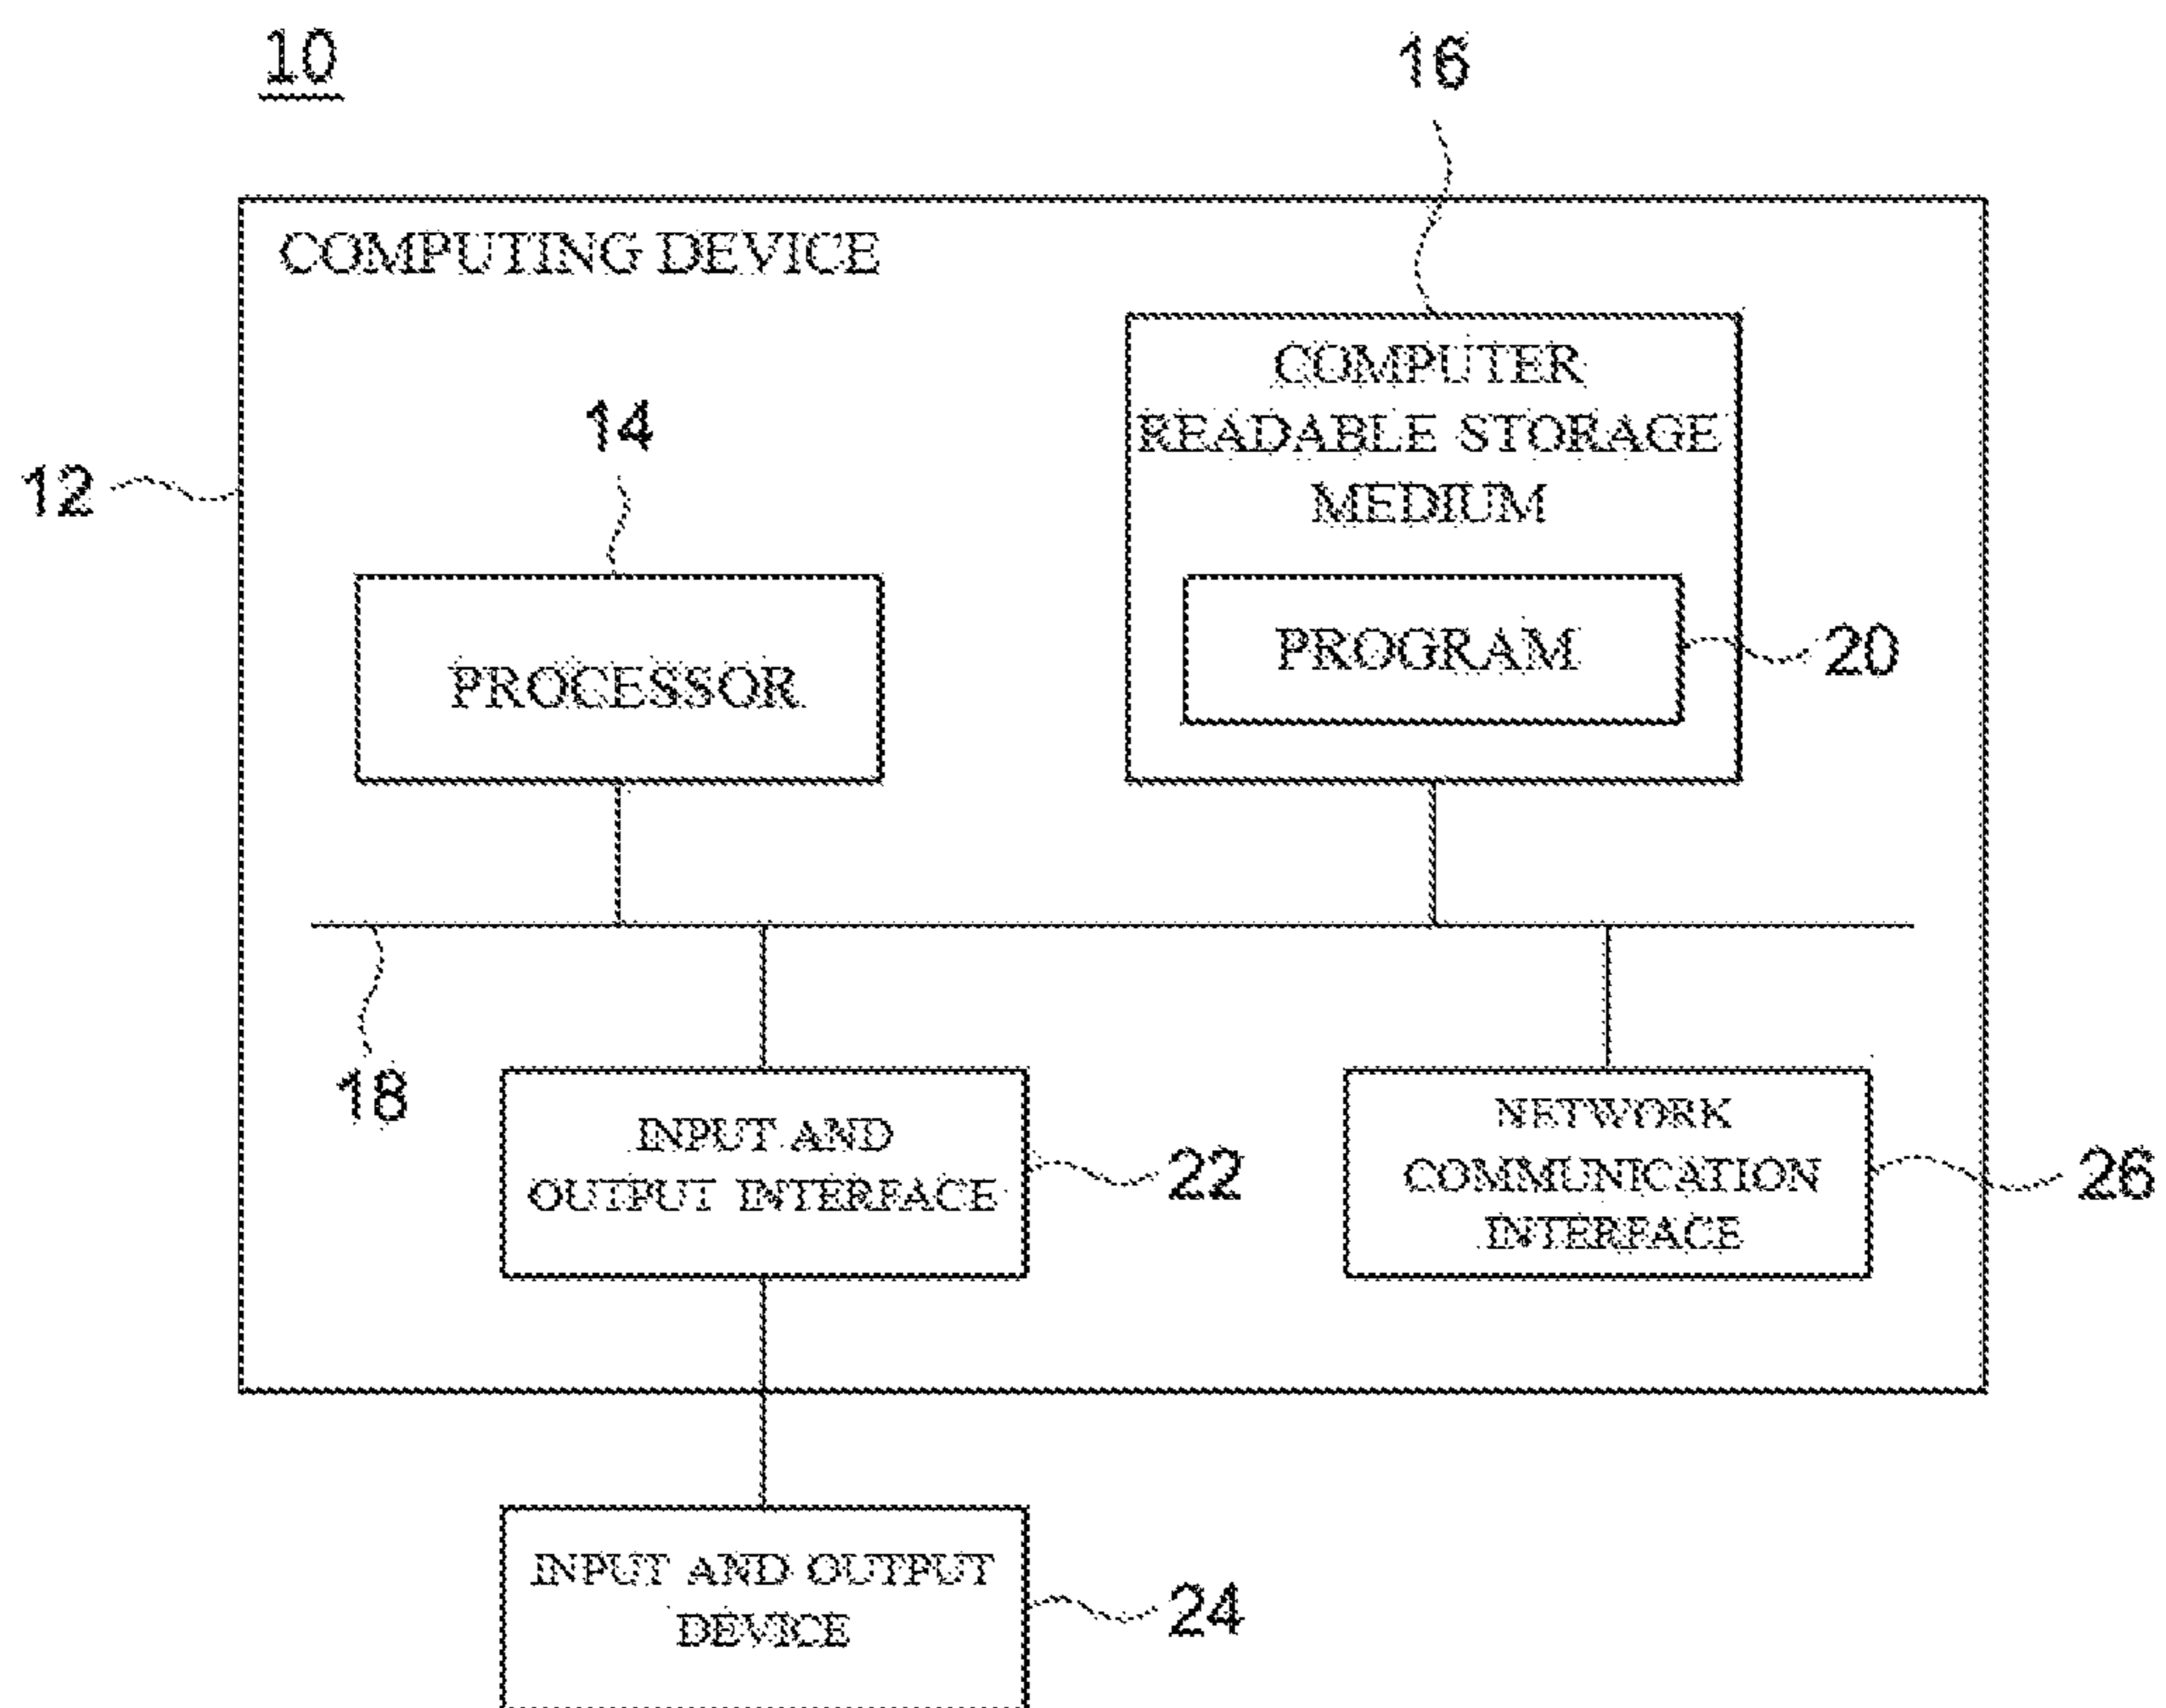 10
16
COMPUTING DEVICE
COMPUTER
READABLE STORAGE
MEDIUM
14
12
PROGRAM
20
PROCESSOR
18
INPUT AND
OUTPUT INTERFACE
22
NETWORK
COMMUNICATION
INTERFACE
26
INPUT AND OUTPUT
DEVICE
24